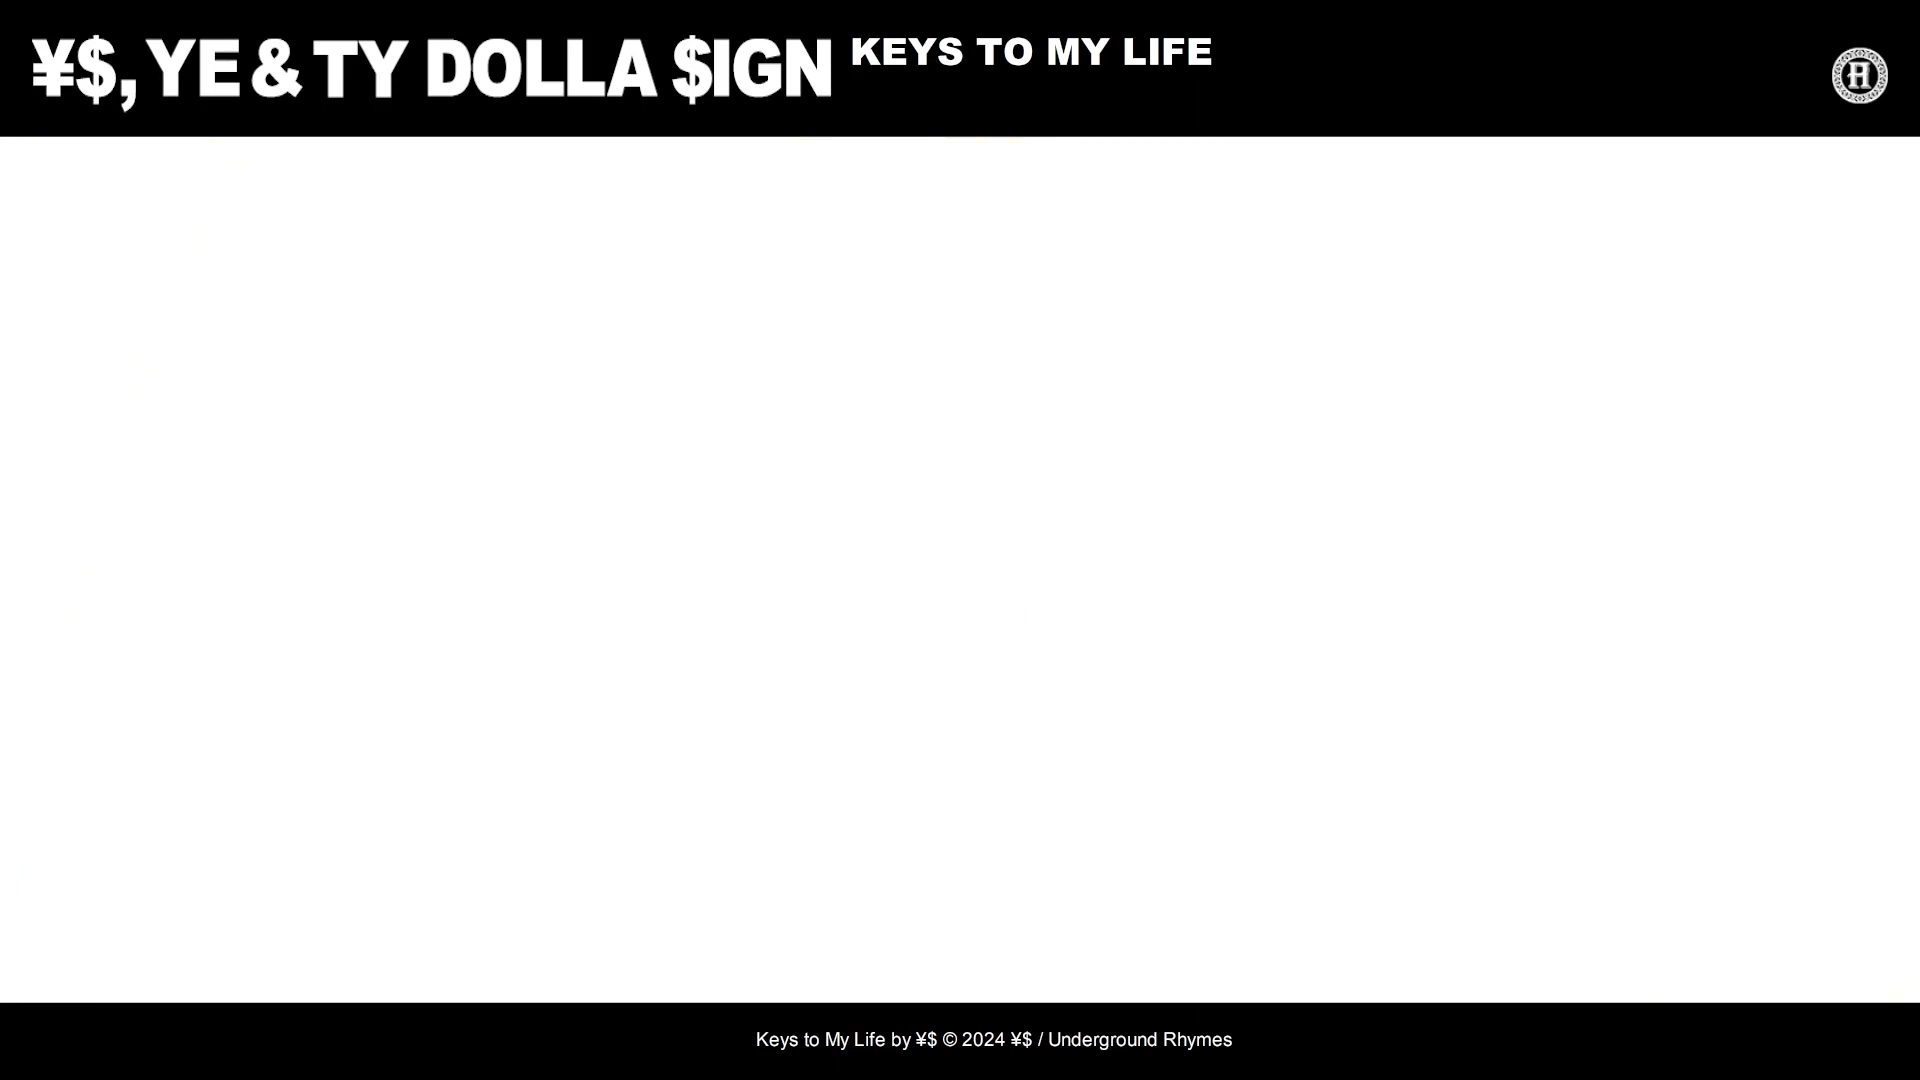 ¥$, YE & TY DOLLA $IGN KEYS TO MY LIFE
Keys to My Life by ¥$ © 2024 ¥$ / Underground Rhymes